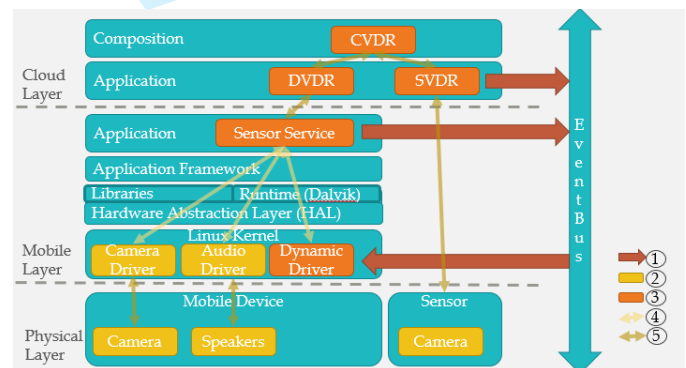 Composition
CVDR
Cloud
Layer
Application
DVDR
SVDR
Application
Sensor Service
Application Framework
Libraries
Runtime (Dalvik)
Hardware Abstraction Layer (HAL)
Linux Kernel
Mobile
Layer
Camera
Driver
Audio
Driver
Dynamic
Driver
Mobile Device
Sensor
Physical
Layer
Camera
Speakers
Camera
E
v
e
n
t
B
u
s
①
②
③
④
⑤